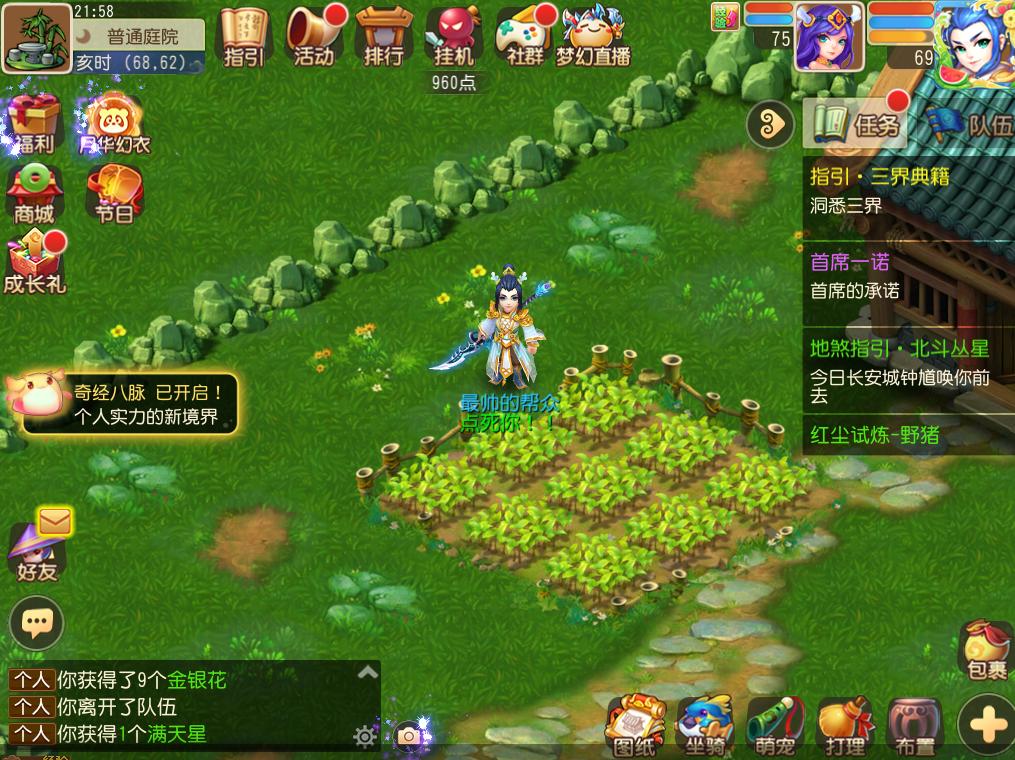 21:58
普通庭院
亥时 (68,62)
指引
活动
排行
挂机
960点
社群
梦幻直播
经验
75
69
福利
月华幻衣
商城
节日
成长礼
任务
队伍
指引·三界典籍
洞悉三界
首席一诺
首席的承诺
地煞指引·北斗丛星
今日长安城钟馗唤你前
去
红尘试炼-野猪
奇经八脉 已开启！
个人实力的新境界
最帅的帮众
点死你！！
好友
个人 你获得了9个金银花
个人 你离开了队伍
个人 你获得1个满天星
包裹
图纸
坐骑
萌宠
打理
布置